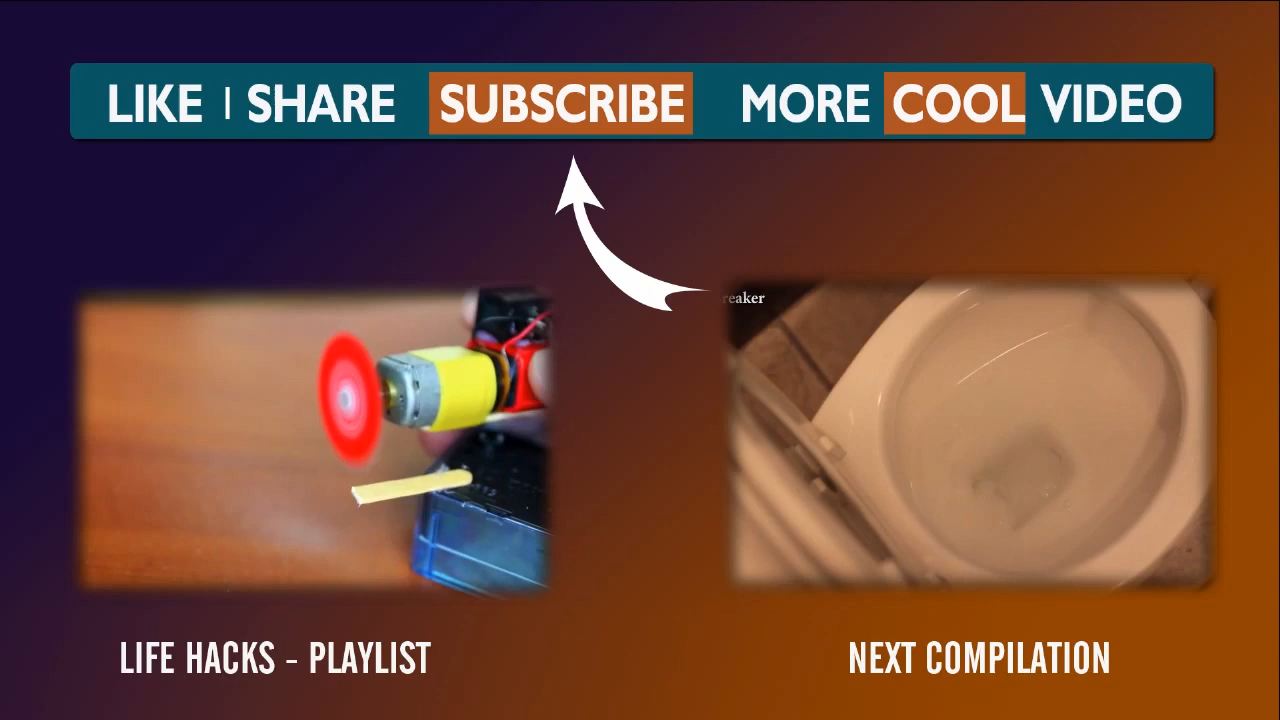 LIKE | SHARE SUBSCRIBE MORE COOL VIDEO
reaker
LIFE HACKS - PLAYLIST
NEXT COMPILATION